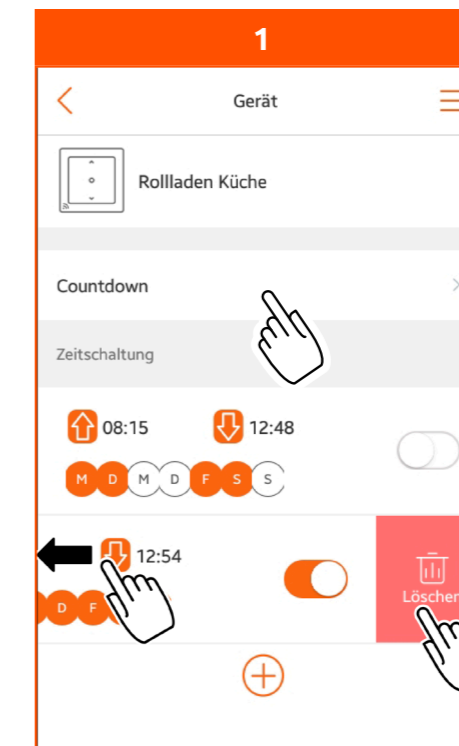 1
Gerät
Rollladen Küche
Countdown
Zeitschaltung
08:15 12:48
M D M D F S S
12:54
Löschen
D F